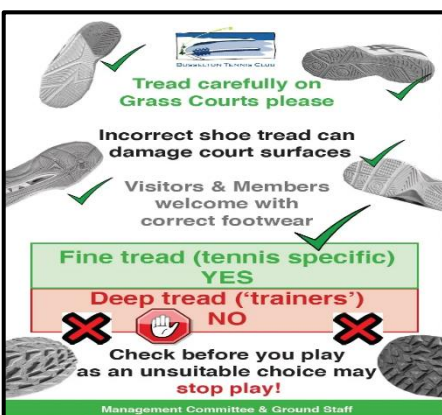 BUSSELTON TENNIS CLUB
Tread carefully on
Grass Courts please
Incorrect shoe tread can
damage court surfaces
Visitors & Members
welcome with
correct footwear
Fine tread (tennis specific)
YES
Deep tread ('trainers')
NO
Check before you play
as an unsuitable choice may
stop play!
Management Committee & Ground Staff